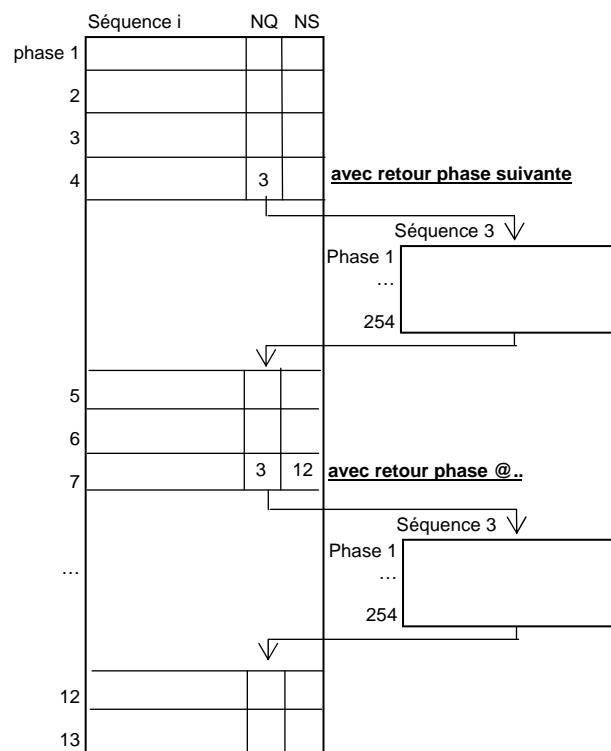 Séquence i NQ NS
phase 1
2
3
4 3 avec retour phase suivante
Séquence 3
Phase 1
...
254
5
6
7 3 12 avec retour phase @..
Séquence 3
Phase 1
...
254
...
12
13